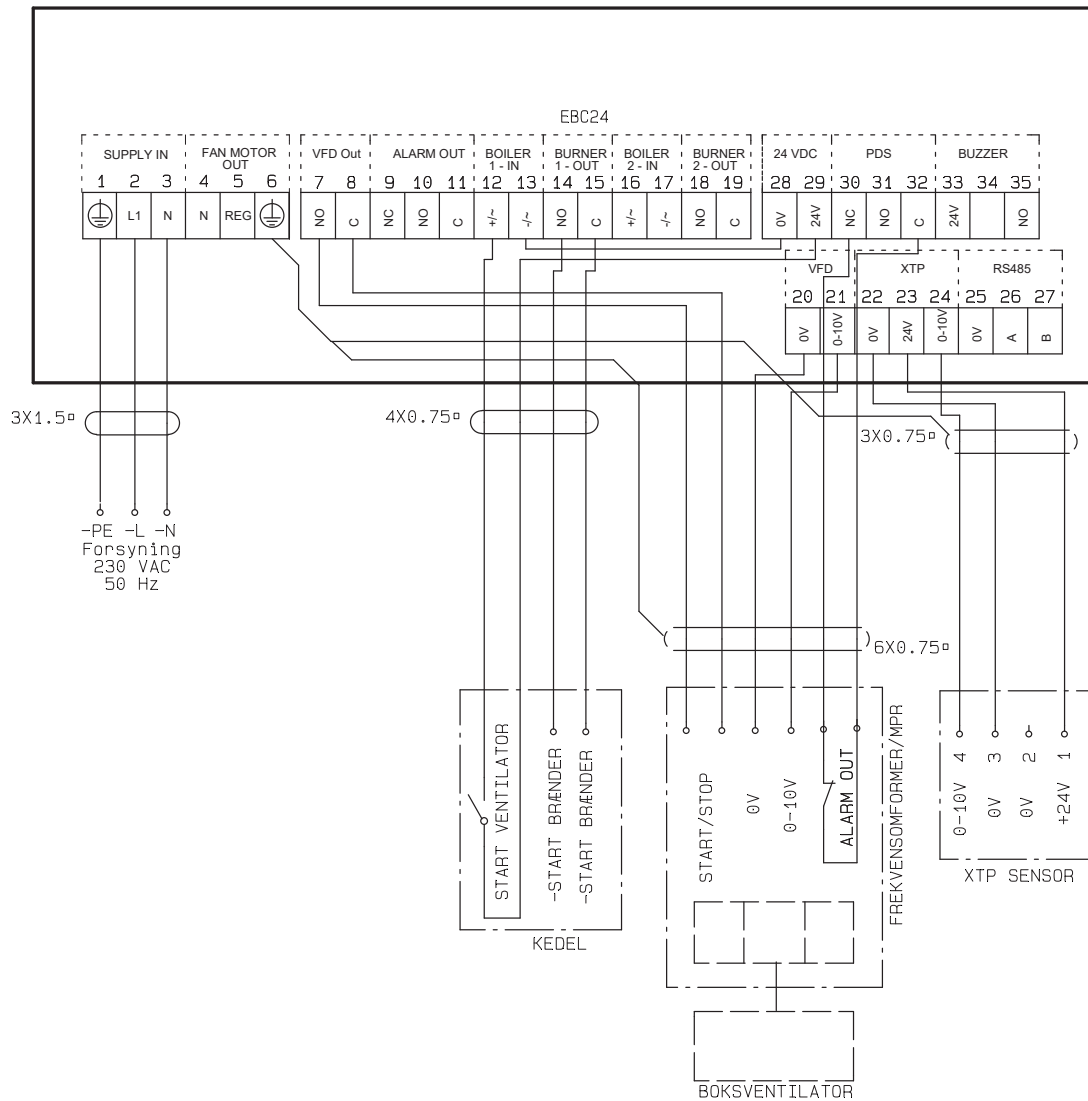 EBC24
SUPPLY IN
FAN MOTOR
OUT
VFD Out
ALARM OUT
BOILER
1 - IN
BURNER
1 - OUT
BOILER
2 - IN
BURNER
2 - OUT
24 VDC
PDS
BUZZER
1 2 3 4 5 6 7 8 9 10 11 12 13 14 15 16 17 18 19 28 29 30 31 32 33 34 35
L1 N N REG NO C NC NO C +/~ -/~ NO C +/~ -/~ NO C 0V 24V NC NO C 24V NO
VFD
XTP
RS485
20 21 22 23 24 25 26 27
0V 0-10V 0V 24V 0-10V 0V A B
3X1.5▫
4X0.75▫
3X0.75▫
-PE -L -N
Forsyning
230 VAC
50 Hz
6X0.75▫
START VENTILATOR
-START BRÆNDER
-START BRÆNDER
KEDEL
START/STOP
0V
0-10V
ALARM OUT
FREKVENSOMFORMER/MPR
0-10V 4
0V 3
0V 2
+24V 1
XTP SENSOR
BOKSVENTILATOR